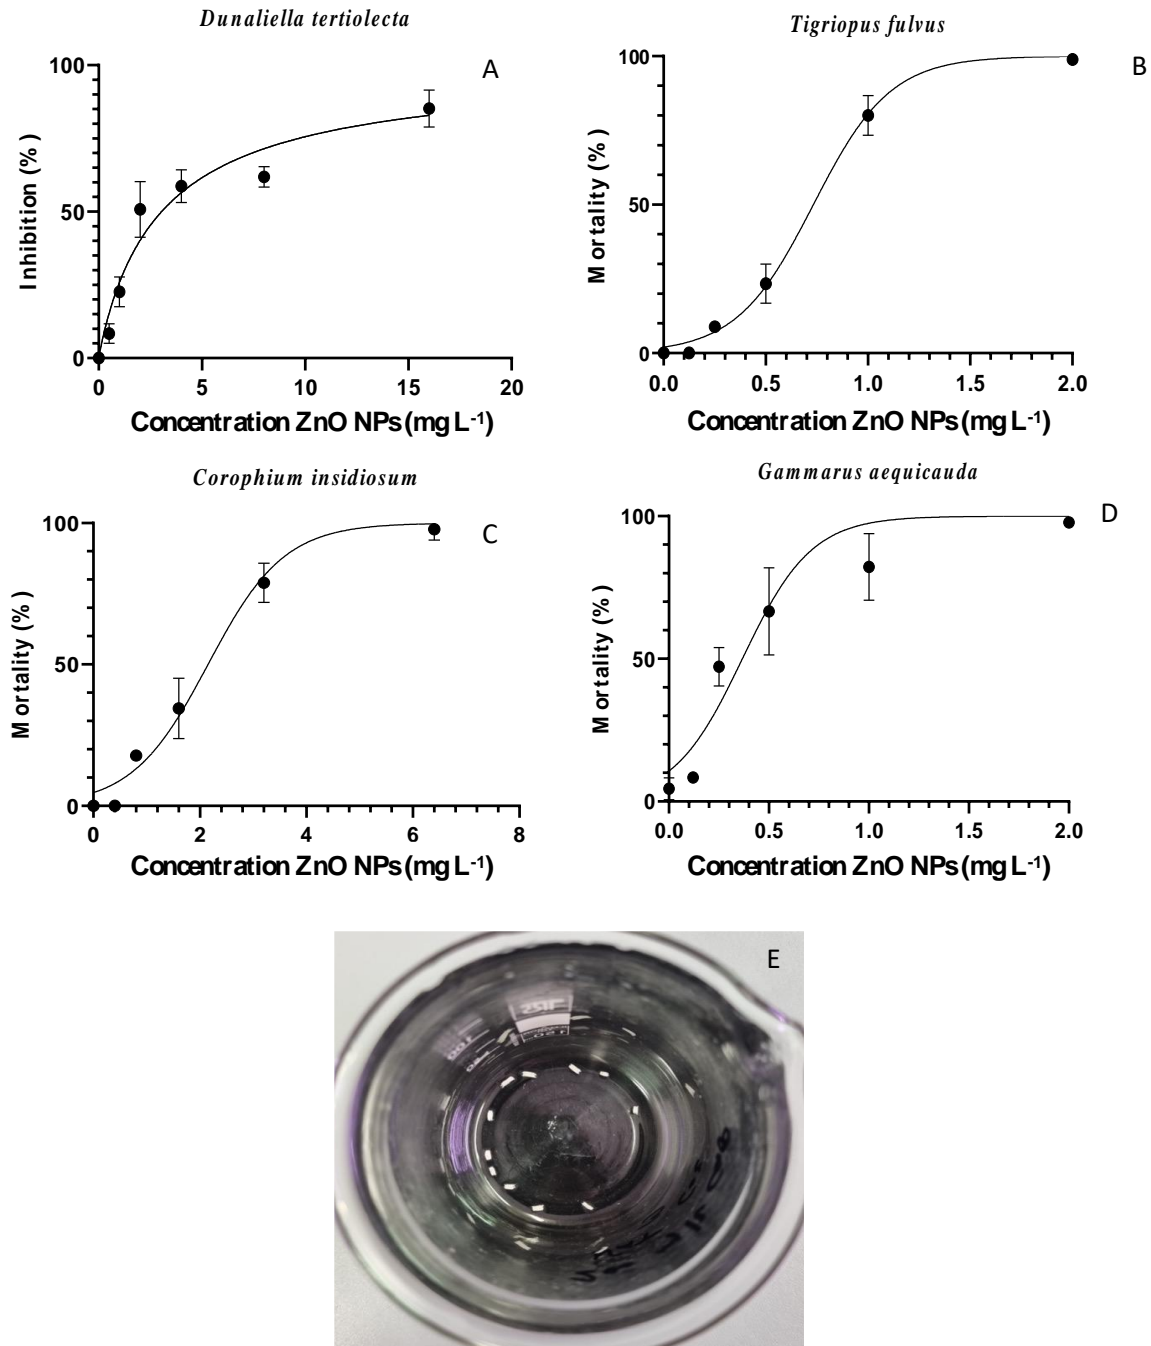 Dunaliella tertiolecta
A
100
50
0
Inhibition (%)
0 5 10 15 20
Concentration ZnO NPs (mg L-1)
Tigriopus fulvus
B
100
50
0
Mortality (%)
0.0 0.5 1.0 1.5 2.0
Concentration ZnO NPs (mg L-1)
Corophium insidiosum
C
100
50
0
Mortality (%)
0 2 4 6 8
Concentration ZnO NPs (mg L-1)
Gammarus aequicauda
D
100
50
0
Mortality (%)
0.0 0.5 1.0 1.5 2.0
Concentration ZnO NPs (mg L-1)
E